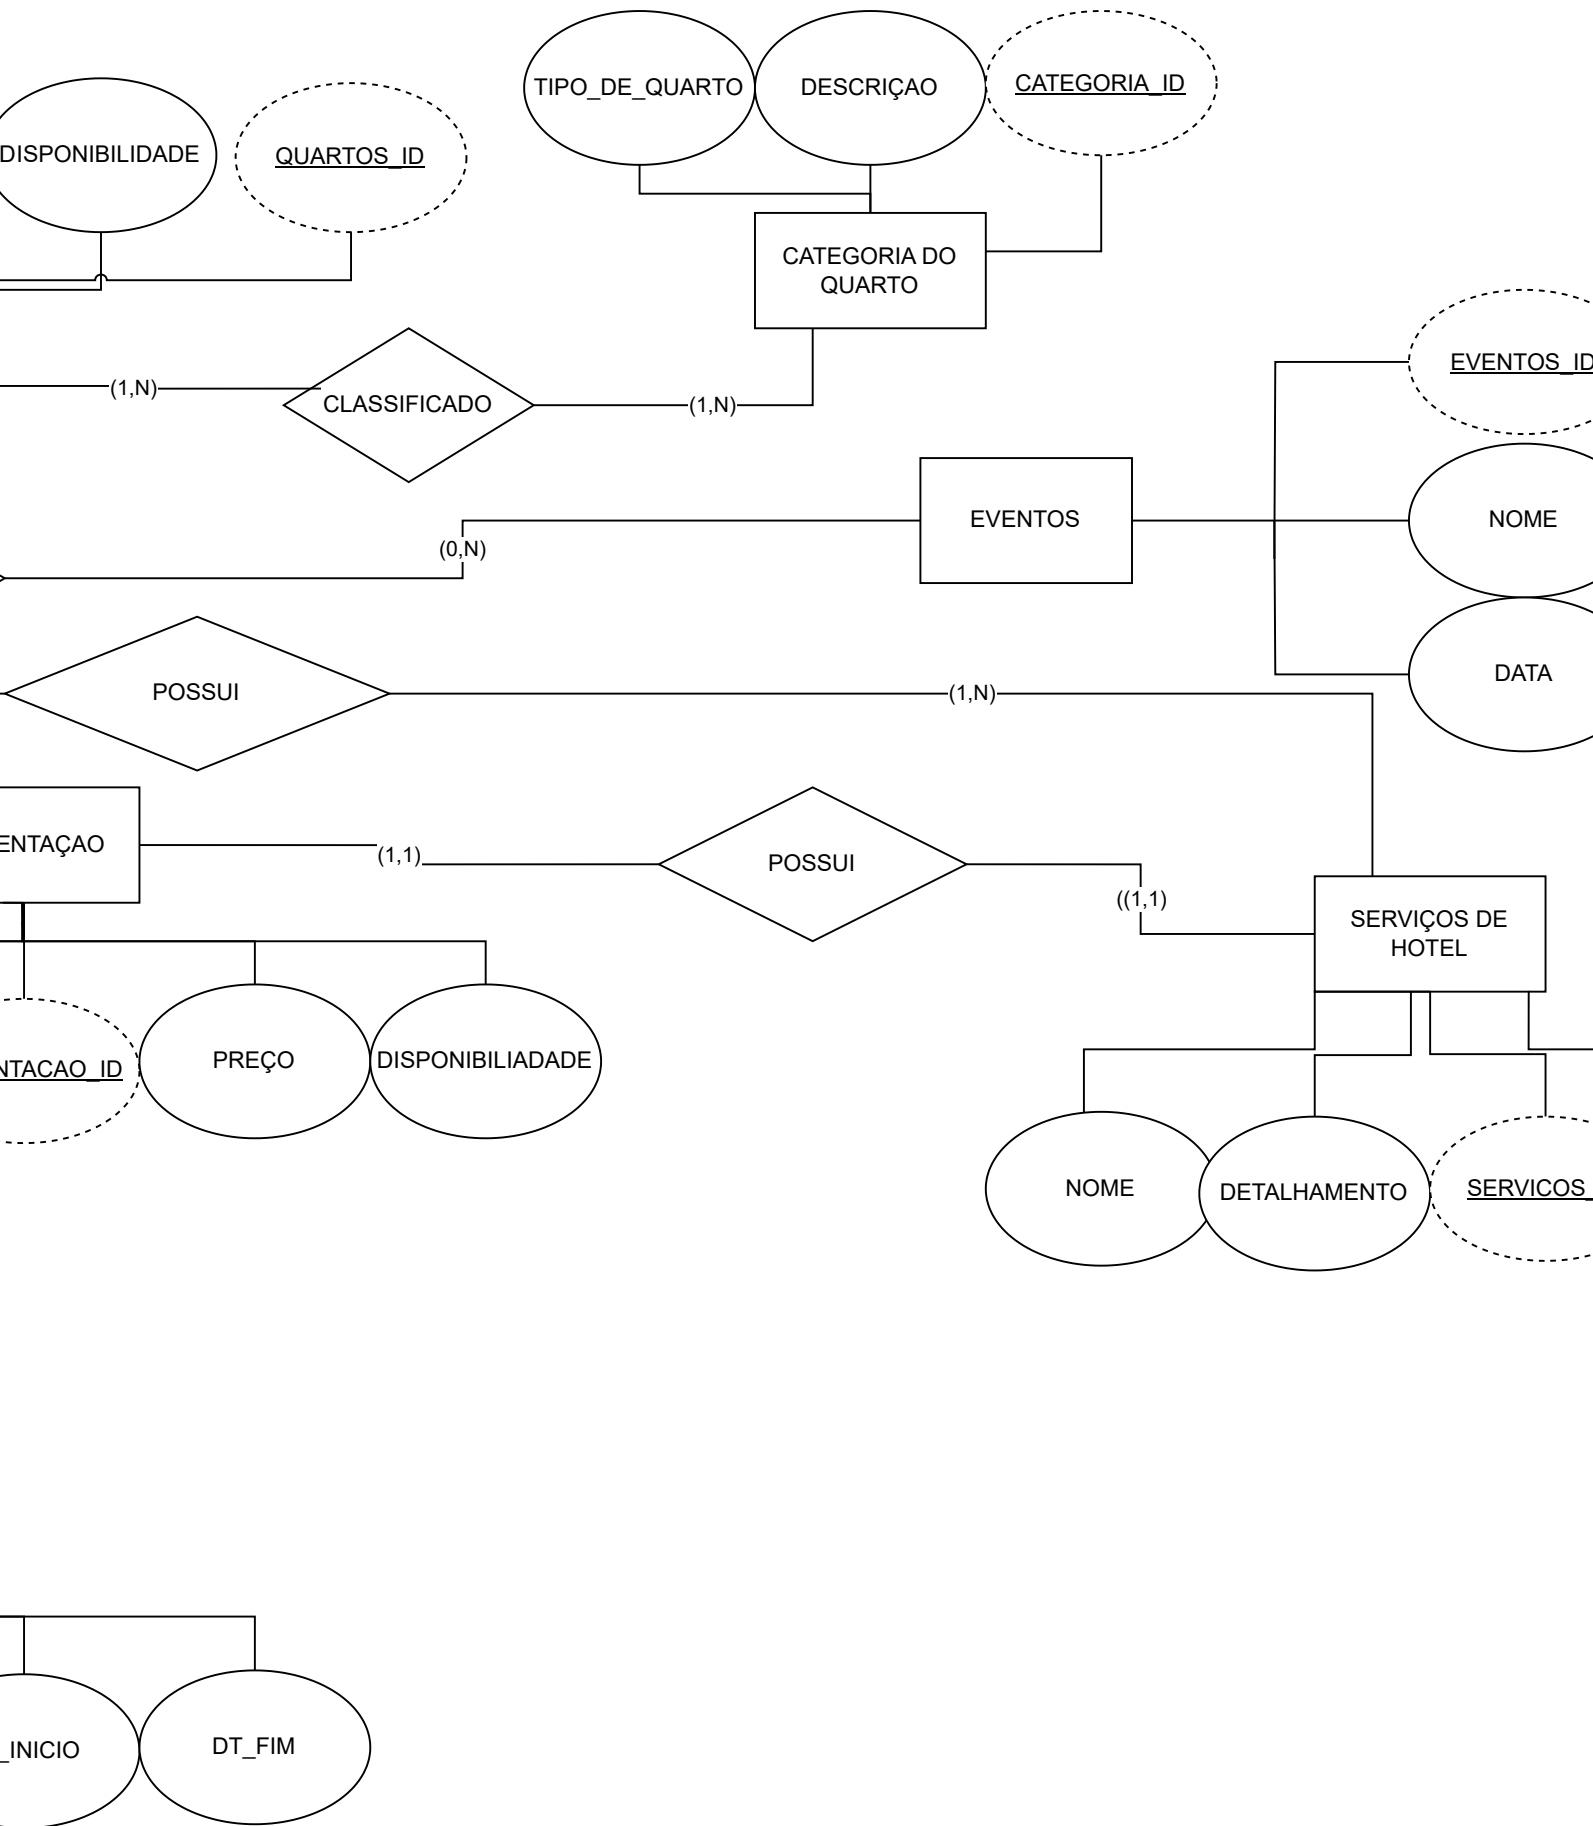 TIPO_DE_QUARTO
DESCRIÇAO
CATEGORIA_ID
DISPONIBILIDADE
QUARTOS_ID
CATEGORIA DO
QUARTO
EVENTOS_ID
(1,N)
CLASSIFICADO
(1,N)
EVENTOS
NOME
(0,N)
DATA
POSSUI
(1,N)
ENTAÇAO
(1,1)
POSSUI
((1,1)
SERVIÇOS DE
HOTEL
NTACAO_ID
PREÇO
DISPONIBILIADADE
NOME
DETALHAMENTO
SERVICOS_
_INICIO
DT_FIM